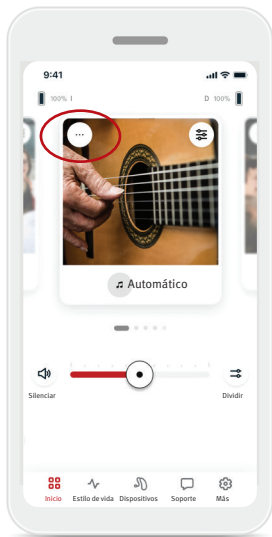 9:41
100% I
D 100%
Automático
Silenciar
Dividir
Inicio Estilo de vida Dispositivos Soporte Más